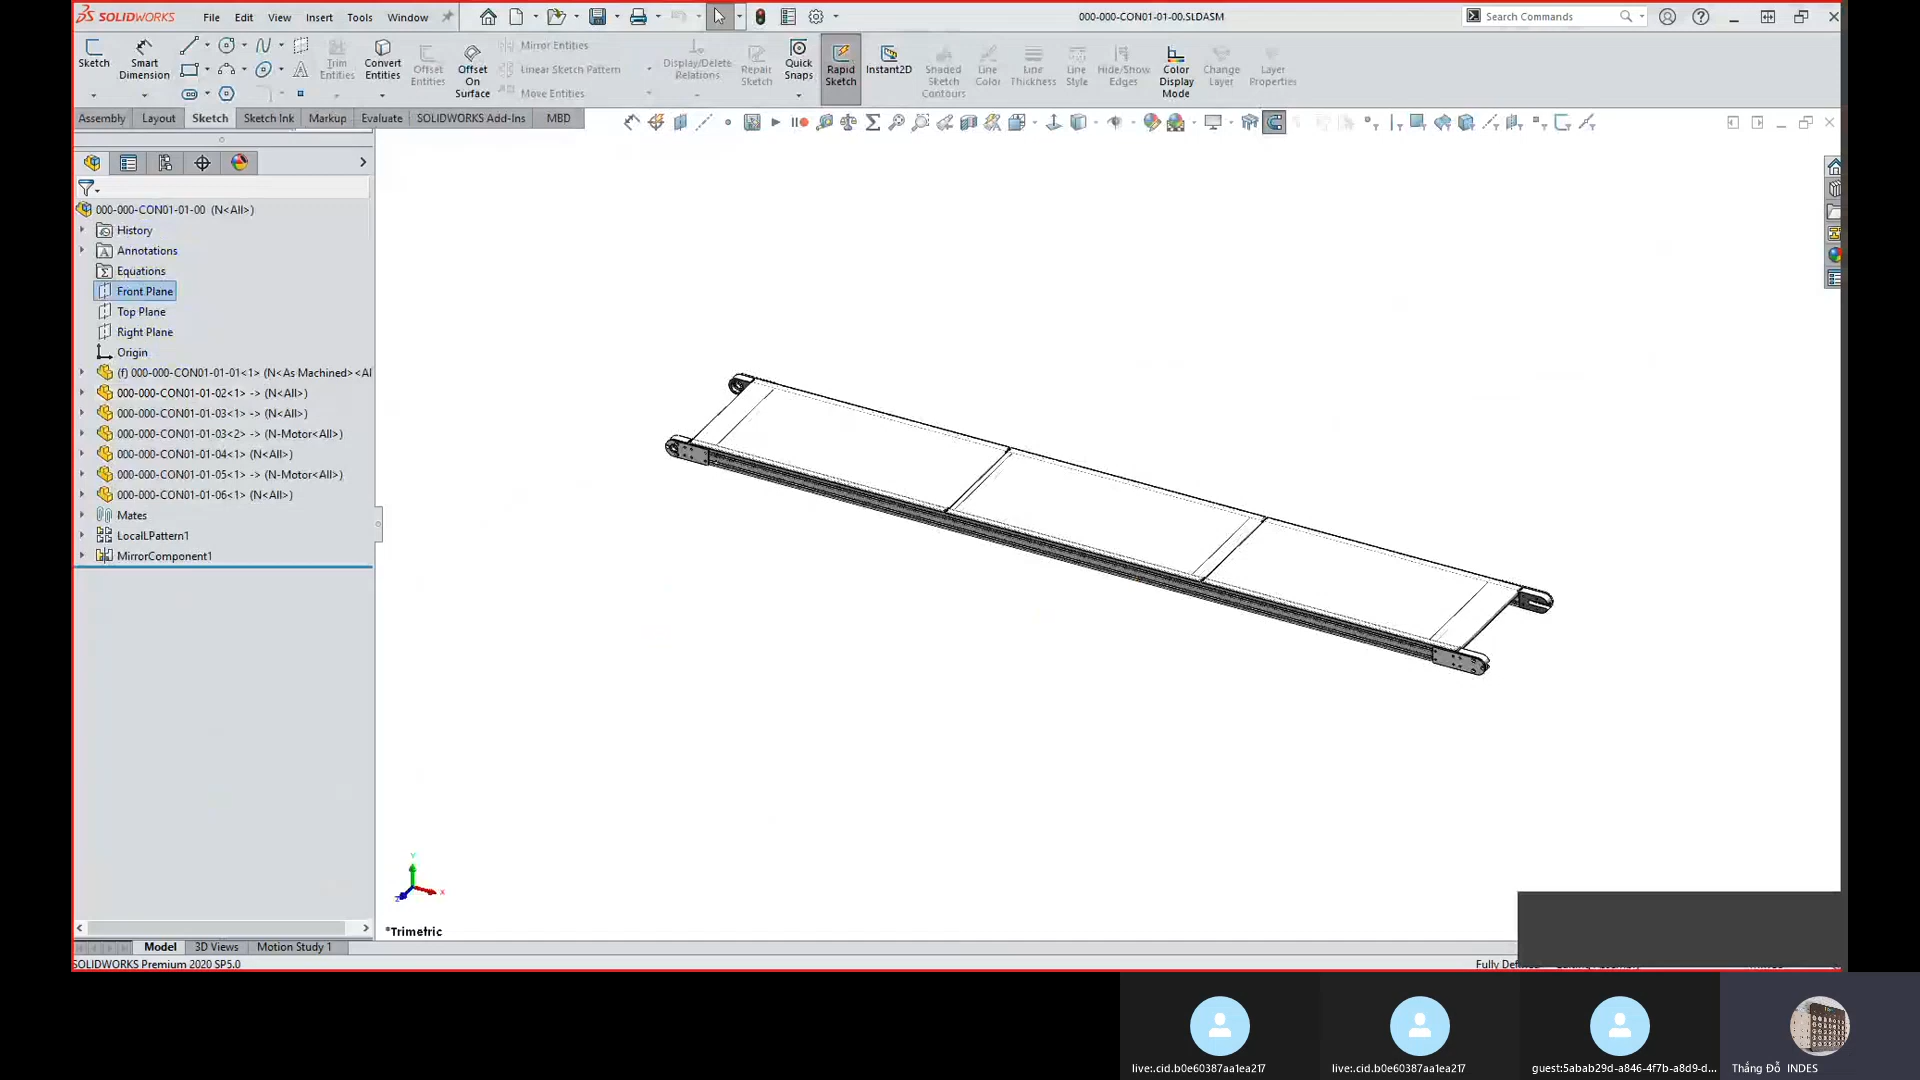 SOLIDWORKS
File Edit View Insert Tools Window
000-000-CON01-01-00.SLDASM
Search Commands
Sketch
Smart Dimension
Trim Entities
Convert Entities
Offset Entities
Offset On Surface
Mirror Entities
Linear Sketch Pattern
Move Entities
Display/Delete Relations
Repair Sketch
Quick Snaps
Rapid Sketch
Instant2D
Shaded Sketch Contours
Line Color
Line Thickness
Line Style
Hide/Show Edges
Color Display Mode
Change Layer
Layer Properties
Assembly Layout Sketch Sketch Ink Markup Evaluate SOLIDWORKS Add-Ins MBD
000-000-CON01-01-00 (N<All>)
History
Annotations
Equations
Front Plane
Top Plane
Right Plane
Origin
(f) 000-000-CON01-01-01<1> (N<As Machined><Al
000-000-CON01-01-02<1> -> (N<All>)
000-000-CON01-01-03<1> -> (N<All>)
000-000-CON01-01-03<2> -> (N-Motor<All>)
000-000-CON01-01-04<1> (N<All>)
000-000-CON01-01-05<1> -> (N-Motor<All>)
000-000-CON01-01-06<1> (N<All>)
Mates
LocalLPattern1
MirrorComponent1
Y
X
Z
*Trimetric
Model 3D Views Motion Study 1
SOLIDWORKS Premium 2020 SP5.0
Fully
live:.cid.b0e60387aa1ea217
live:.cid.b0e60387aa1ea217
guest:5abab29d-a846-4f7b-a8d9-d...
Thắng Đỗ INDES